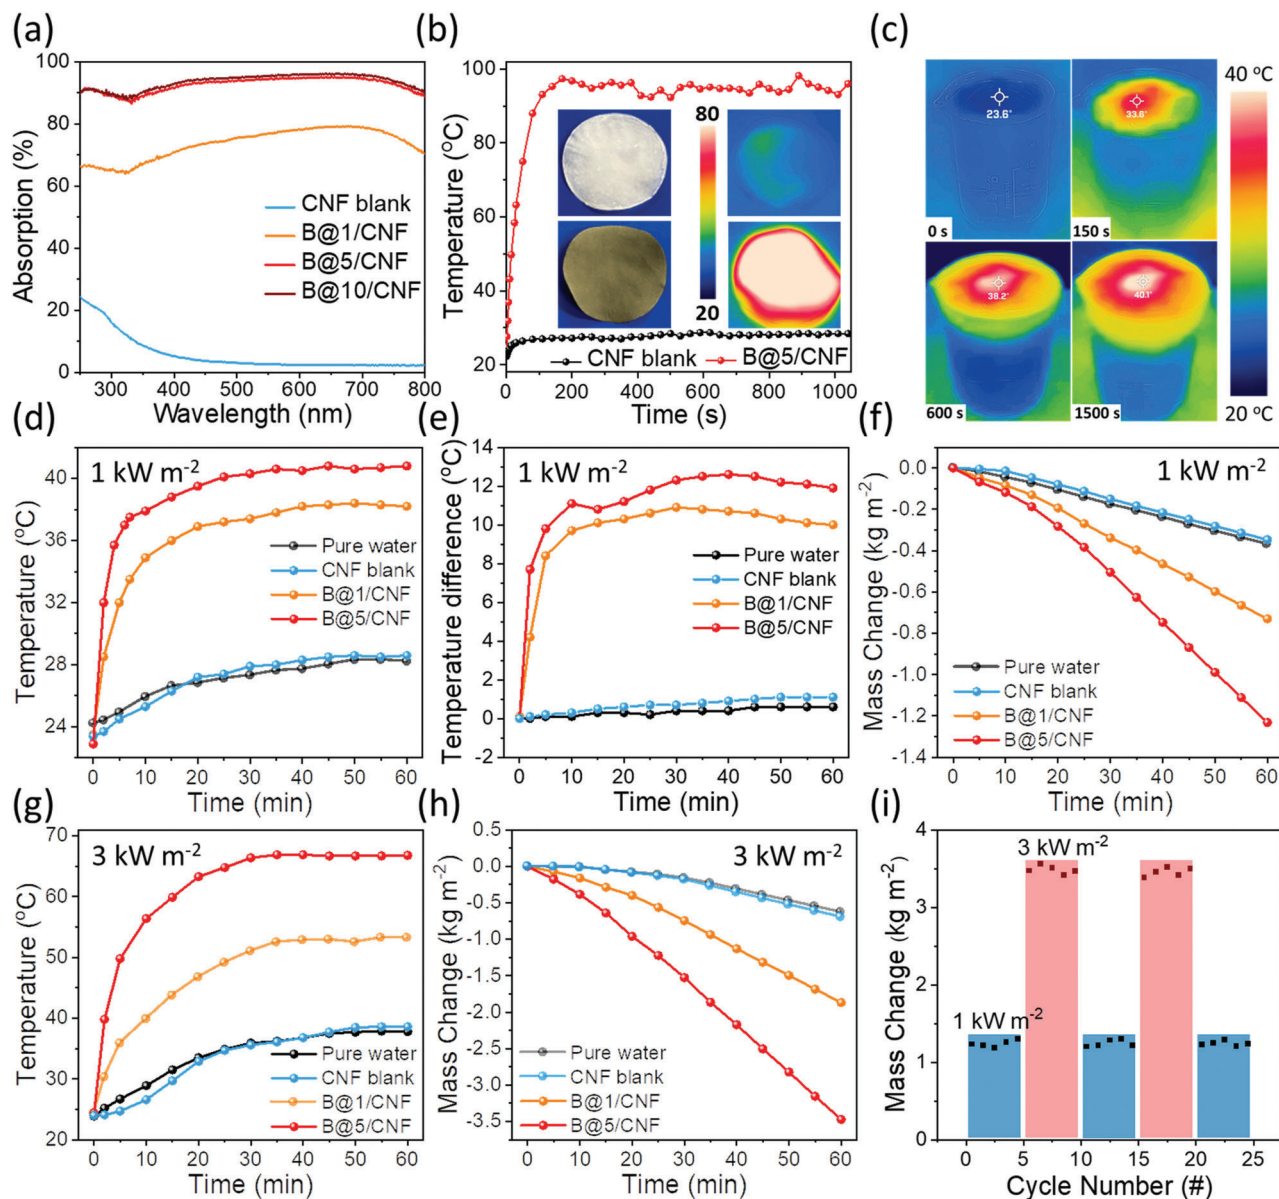 (a)
100
80
60
40
20
0
Absorption (%)
CNF blank
B@1/CNF
B@5/CNF
B@10/CNF
300 400 500 600 700 800
Wavelength (nm)
(b)
100
80
60
40
20
Temperature (ºC)
80
20
CNF blank B@5/CNF
0 200 400 600 800 1000
Time (s)
(c)
23.6°
0 s
33.6°
150 s
38.2°
600 s
40.1°
1500 s
40 ºC
20 ºC
(d)
1 kW m-2
40
36
32
28
24
Temperature (ºC)
Pure water
CNF blank
B@1/CNF
B@5/CNF
0 10 20 30 40 50 60
Time (min)
(e)
1 kW m-2
14
12
10
8
6
4
2
0
-2
Temperature difference (ºC)
Pure water
CNF blank
B@1/CNF
B@5/CNF
0 10 20 30 40 50 60
Time (min)
(f)
1 kW m-2
0.0
-0.2
-0.4
-0.6
-0.8
-1.0
-1.2
-1.4
Mass Change (kg m-2)
Pure water
CNF blank
B@1/CNF
B@5/CNF
0 10 20 30 40 50 60
Time (min)
(g)
3 kW m-2
70
60
50
40
30
20
Temperature (ºC)
Pure water
CNF blank
B@1/CNF
B@5/CNF
0 10 20 30 40 50 60
Time (min)
(h)
3 kW m-2
0.5
0.0
-0.5
-1.0
-1.5
-2.0
-2.5
-3.0
-3.5
Mass Change (kg m-2)
Pure water
CNF blank
B@1/CNF
B@5/CNF
0 10 20 30 40 50 60
Time (min)
(i)
4
3
2
1
0
Mass Change (kg m-2)
3 kW m-2
1 kW m-2
0 5 10 15 20 25
Cycle Number (#)